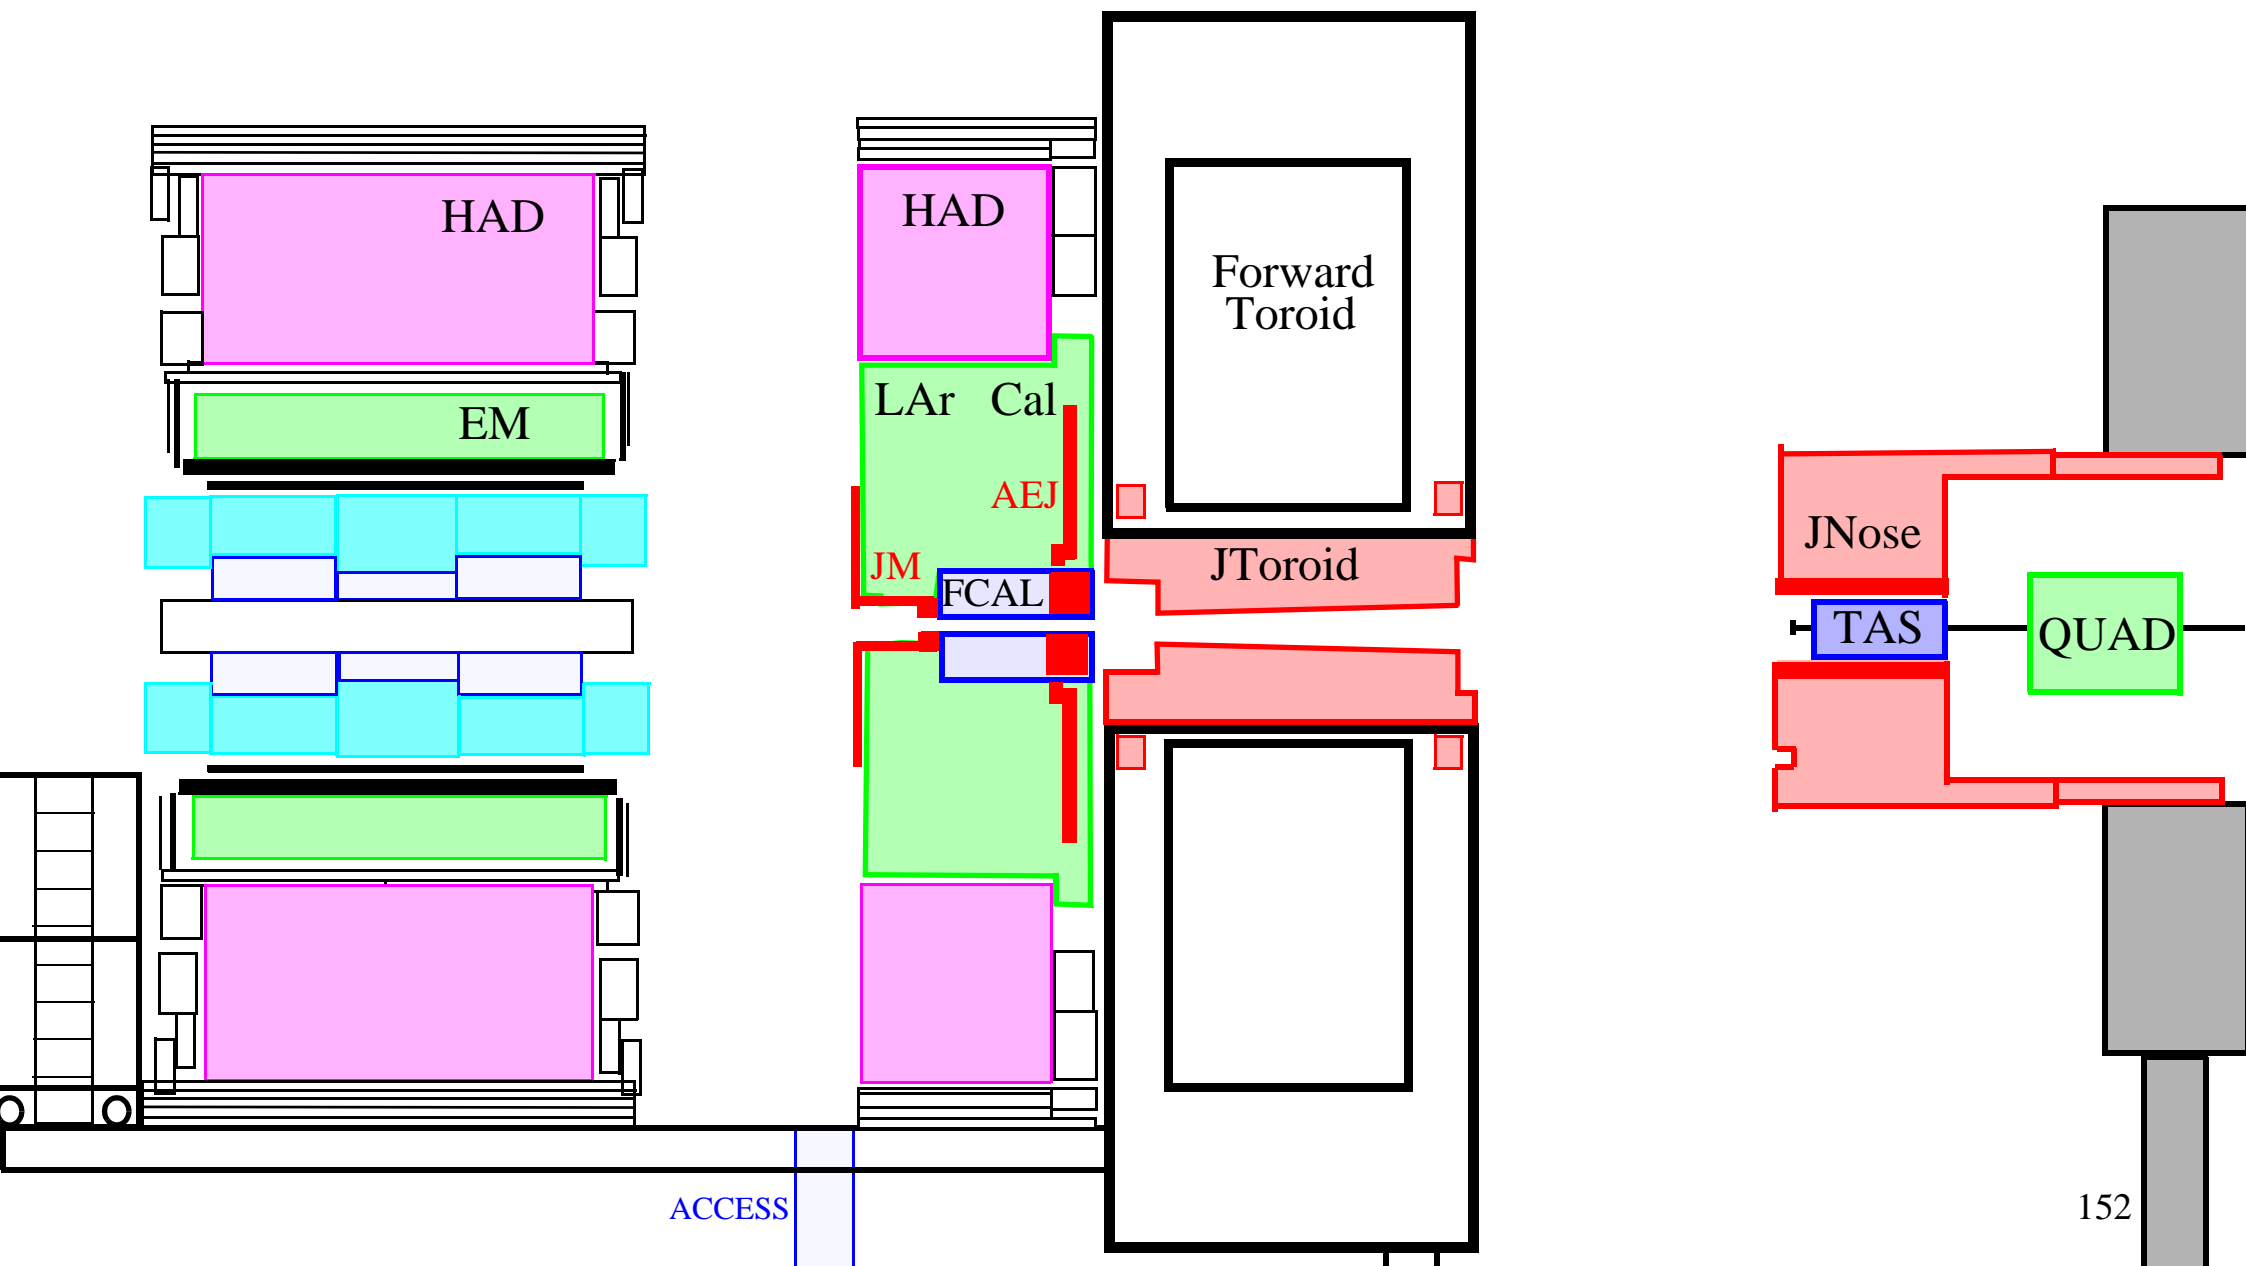 HAD
HAD
Forward
Toroid
LAr Cal
EM
AEJ
JNose
JM
JToroid
FCAL
TAS
QUAD
ACCESS
152